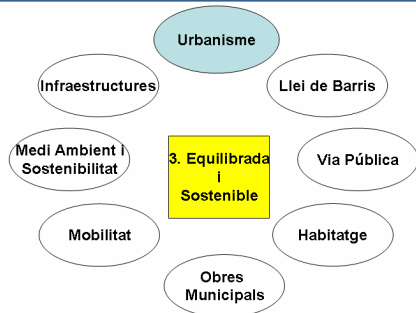 Urbanisme
Infraestructures
Llei de Barris
Medi Ambient i
Sostenibilitat
3. Equilibrada
i
Sostenible
Via Pública
Mobilitat
Habitatge
Obres
Municipals